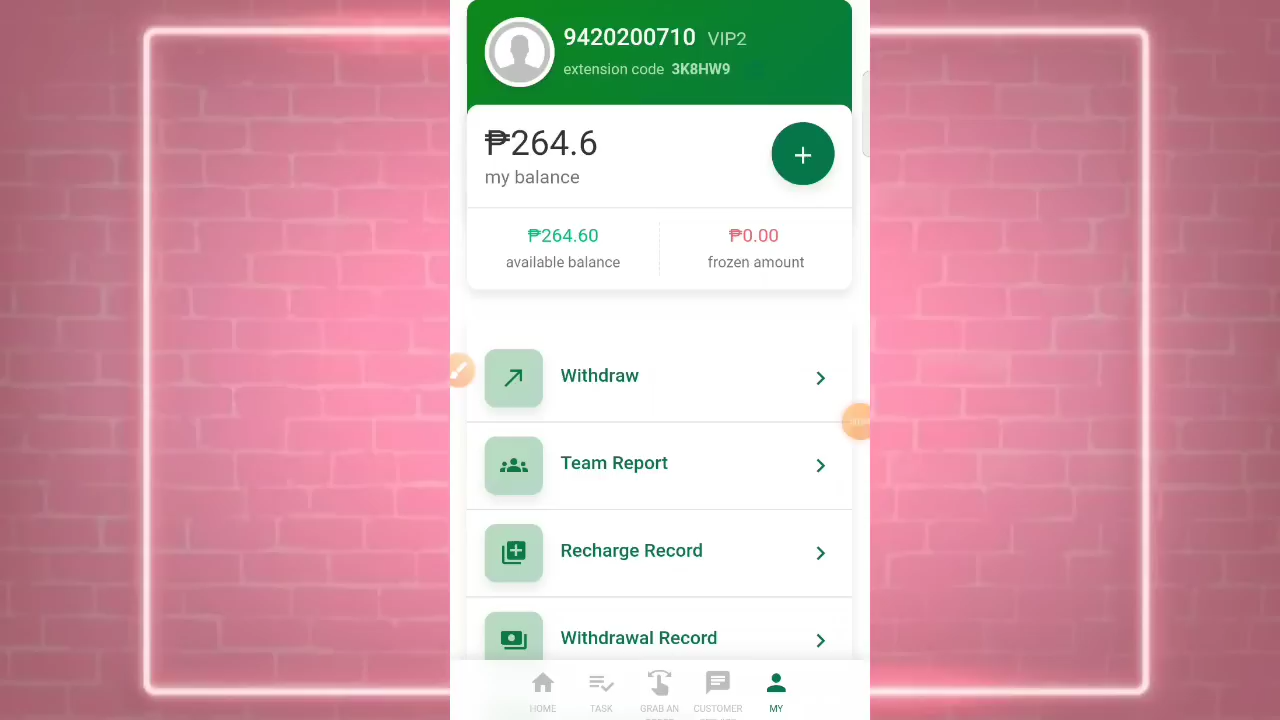 9420200710 VIP2
extension code 3K8HW9
₱264.6
my balance
₱264.60
available balance
₱0.00
frozen amount
Withdraw
Team Report
Recharge Record
Withdrawal Record
HOME
TASK
GRAB AN
CUSTOMER
MY